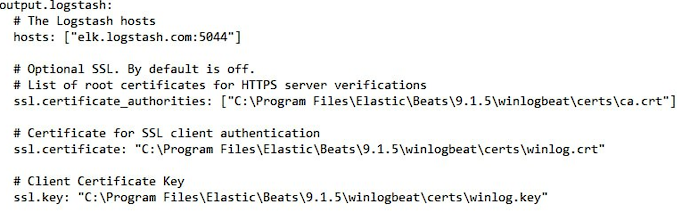 output.logstash:
  # The Logstash hosts
  hosts: ["elk.logstash.com:5044"]

  # Optional SSL. By default is off.
  # List of root certificates for HTTPS server verifications
  ssl.certificate_authorities: ["C:\Program Files\Elastic\Beats\9.1.5\winlogbeat\certs\ca.crt"]

  # Certificate for SSL client authentication
  ssl.certificate: "C:\Program Files\Elastic\Beats\9.1.5\winlogbeat\certs\winlog.crt"

  # Client Certificate Key
  ssl.key: "C:\Program Files\Elastic\Beats\9.1.5\winlogbeat\certs\winlog.key"